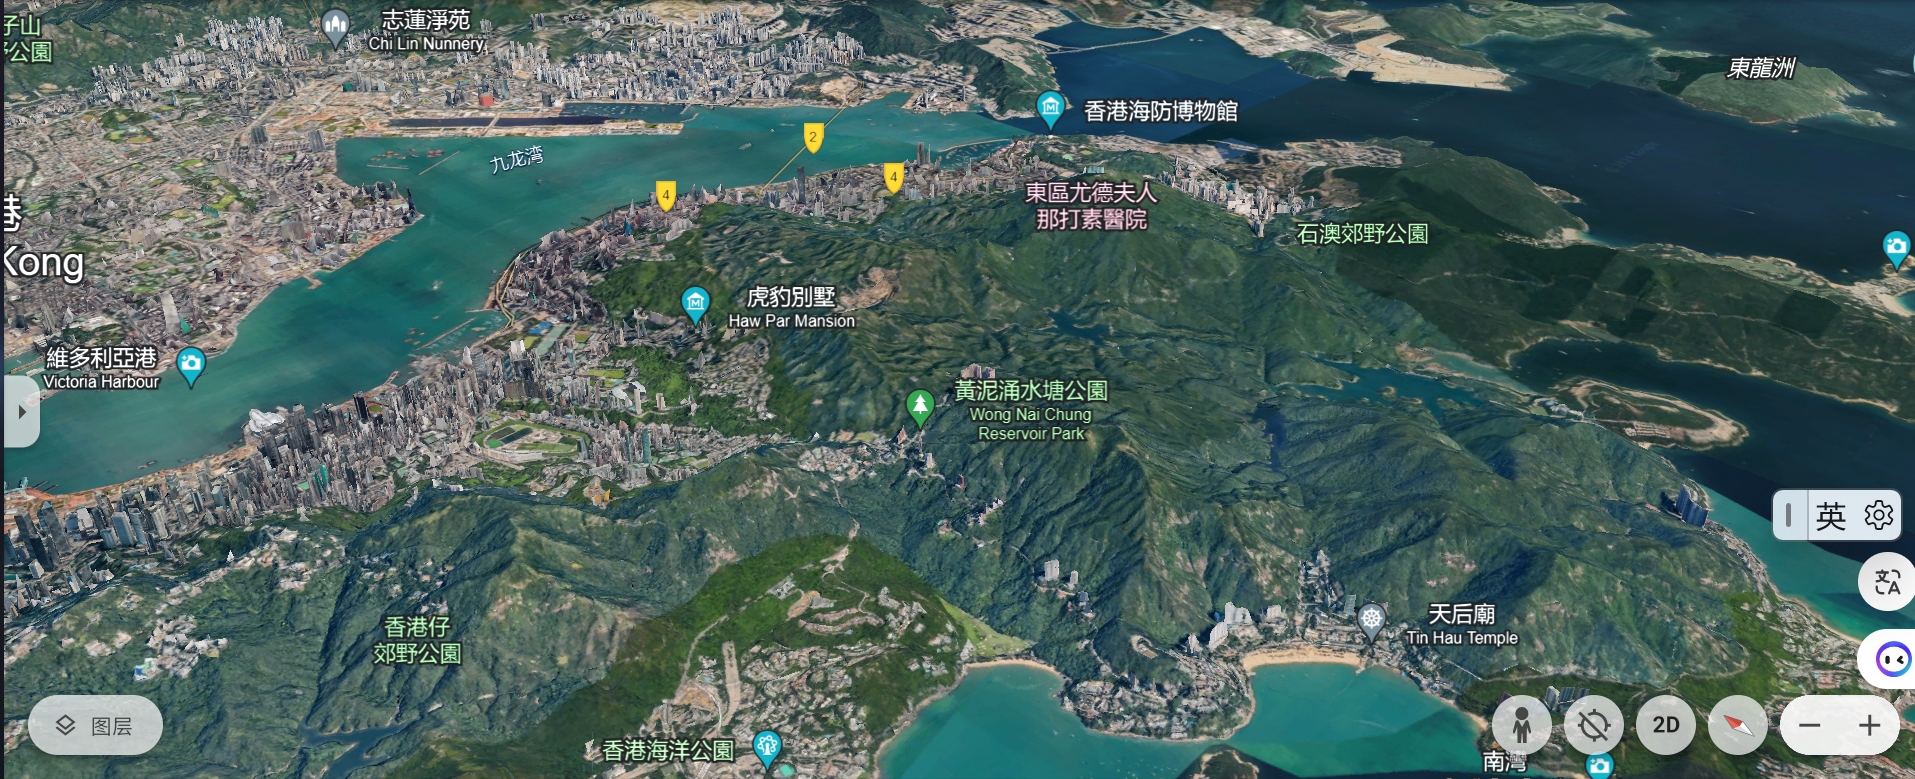 仔山
公園
志蓮淨苑
Chi Lin Nunnery
東龍洲
香港海防博物館
2
九龙湾
4
4
東區尤德夫人
那打素醫院
港
Kong
石澳郊野公園
虎豹別墅
Haw Par Mansion
維多利亞港
Victoria Harbour
黃泥涌水塘公園
Wong Nai Chung
Reservoir Park
英
文A
香港仔
郊野公園
天后廟
Tin Hau Temple
图层
香港海洋公園
2D
南灣